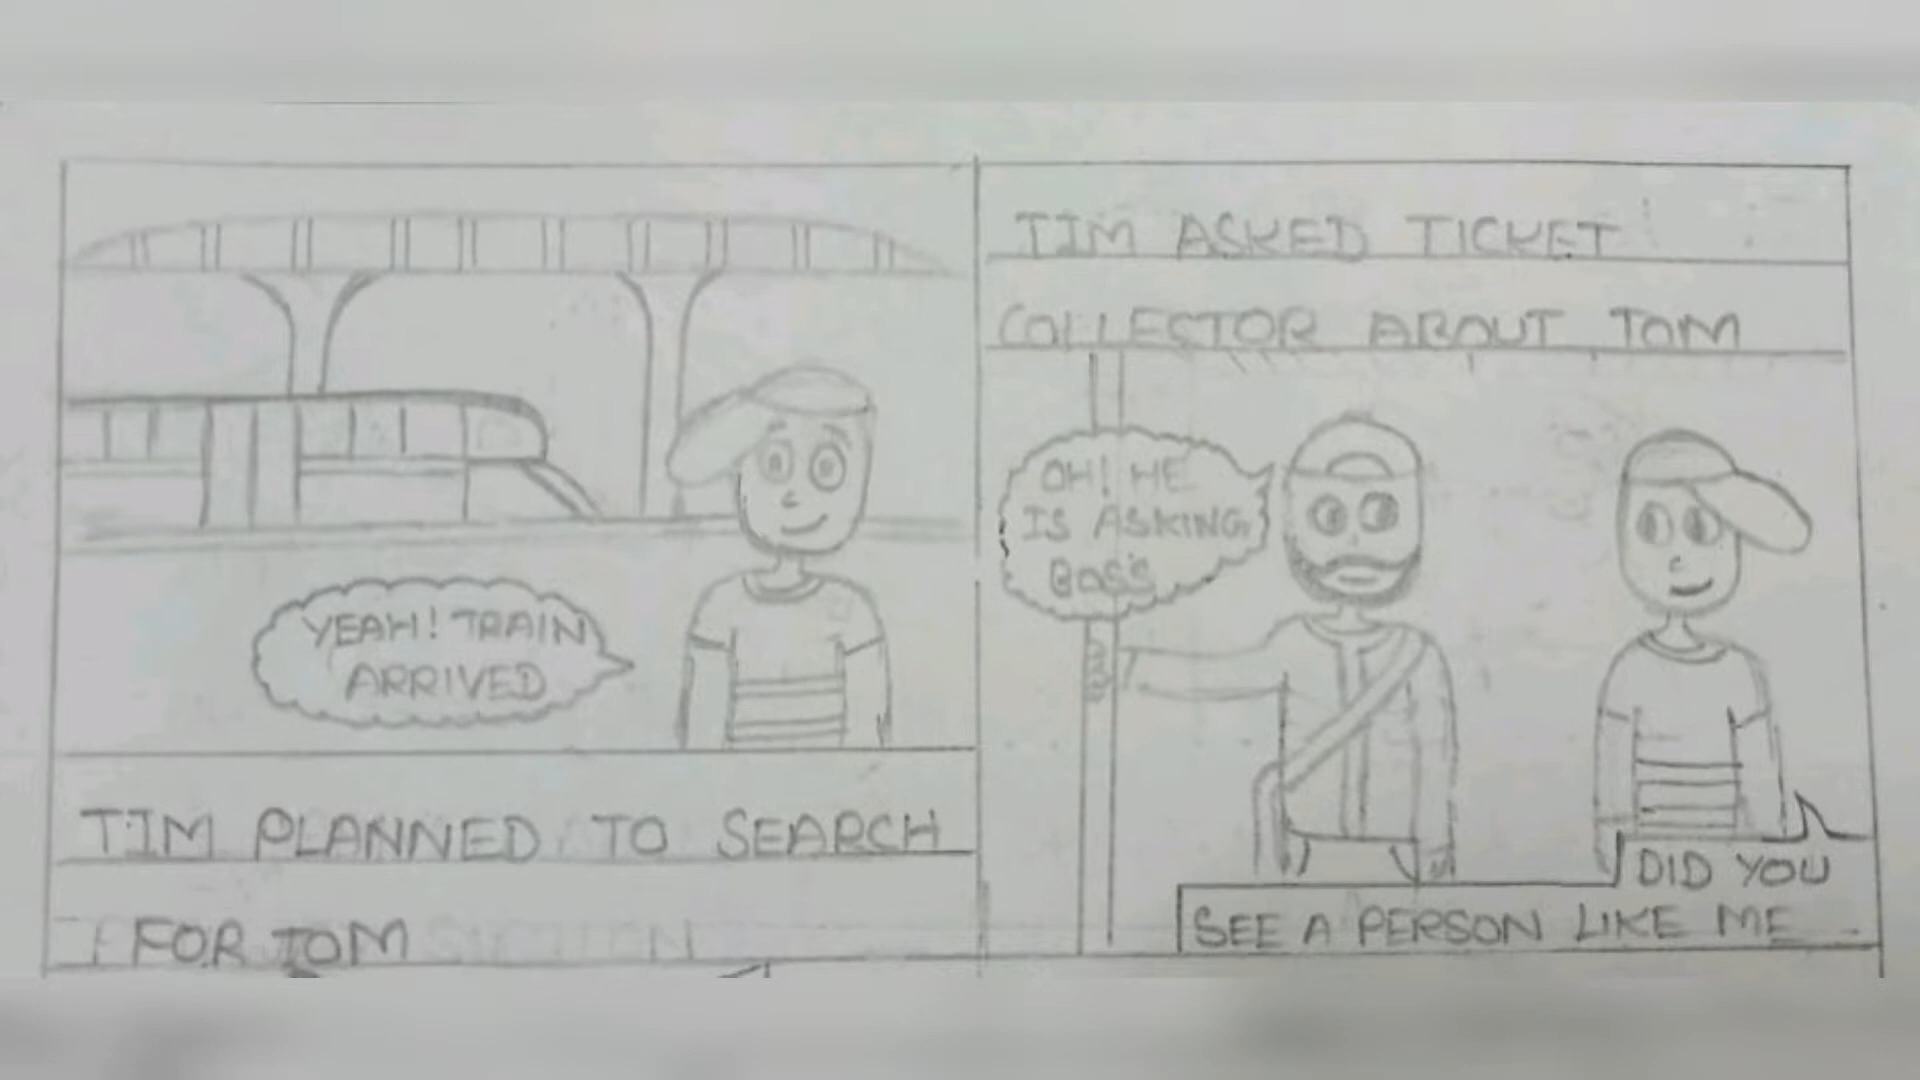 YEAH! TRAIN
ARRIVED
TIM PLANNED TO SEARCH
FOR TOM
TIM ASKED TICKET
COLLECTOR ABOUT TOM
OH! HE
IS ASKING
BOSS
DID YOU
SEE A PERSON LIKE ME